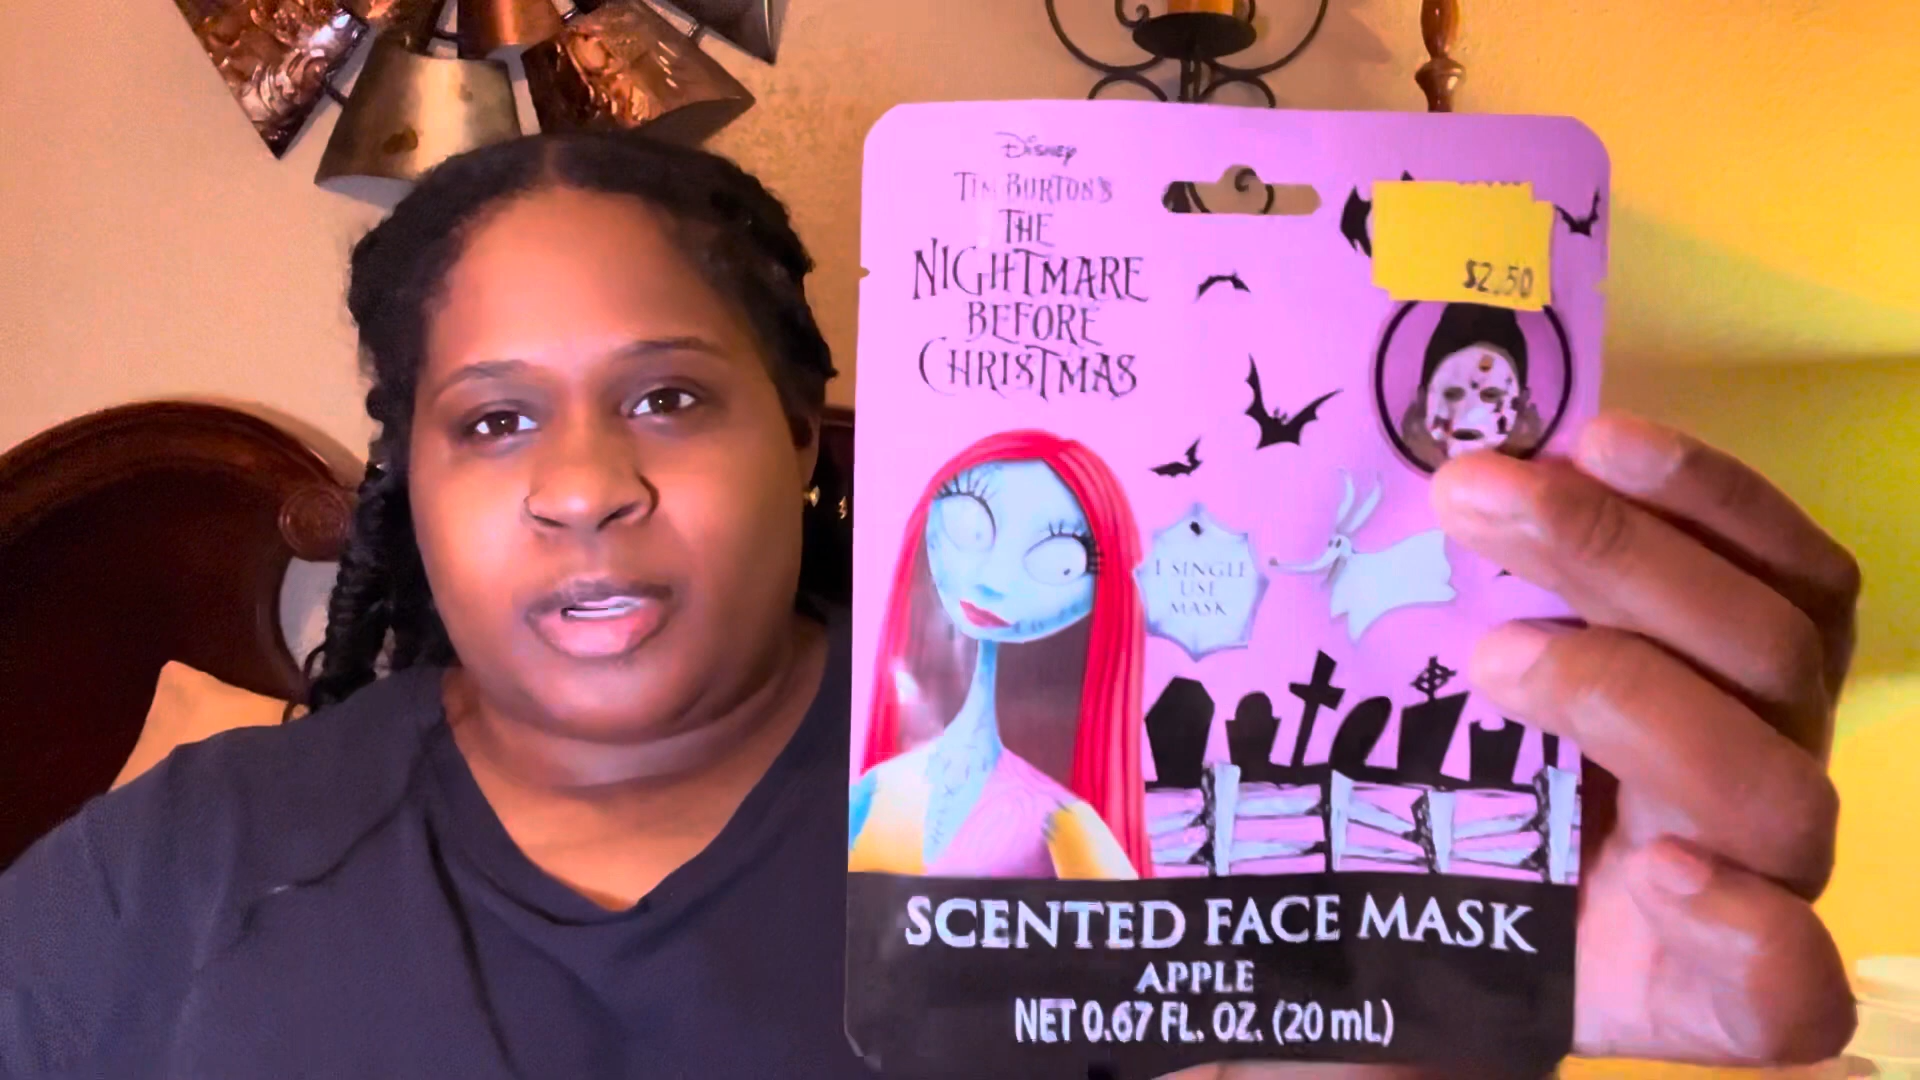 Disney
TIM BURTON'S
THE
NIGHTMARE
BEFORE
CHRISTMAS
$2.50
1 SINGLE
USE
MASK
SCENTED FACE MASK
APPLE
NET 0.67 FL. OZ. (20 mL)